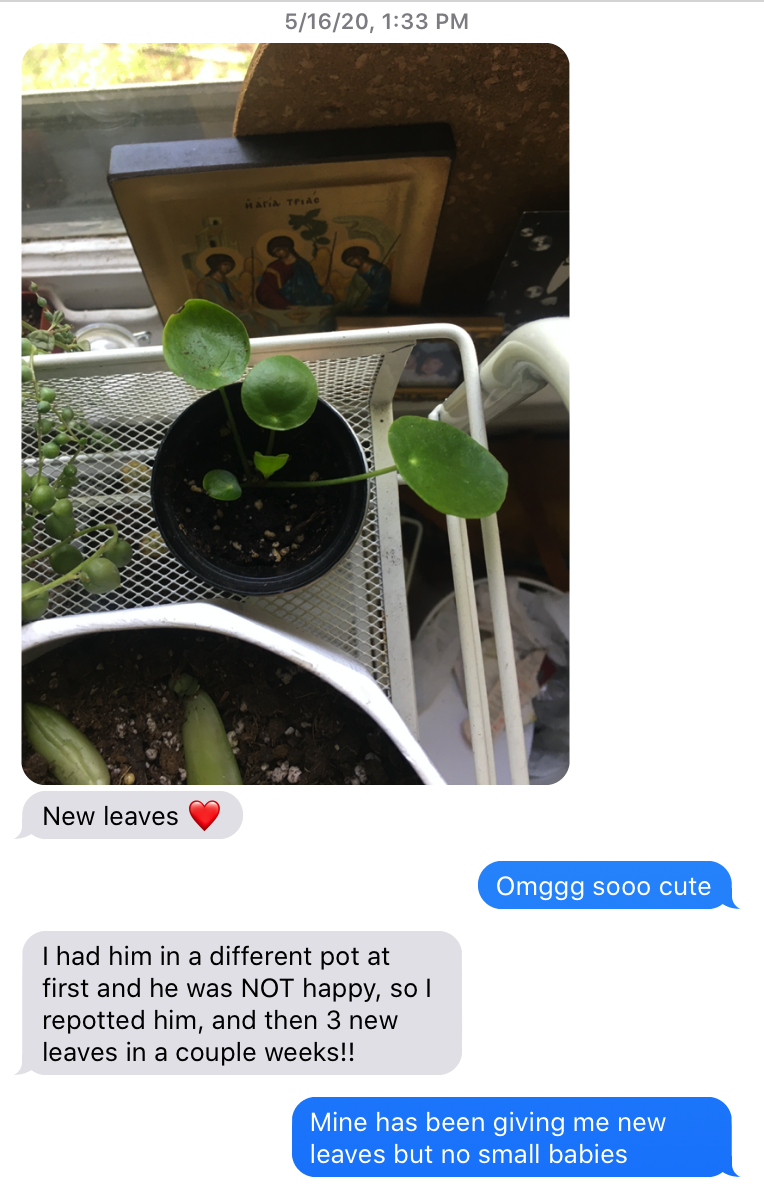 5/16/20, 1:33 PM
Η ΑΓΙΑ ΤΡΙΑΣ
New leaves ❤️
Omggg sooo cute
I had him in a different pot at
first and he was NOT happy, so I
repotted him, and then 3 new
leaves in a couple weeks!!
Mine has been giving me new
leaves but no small babies